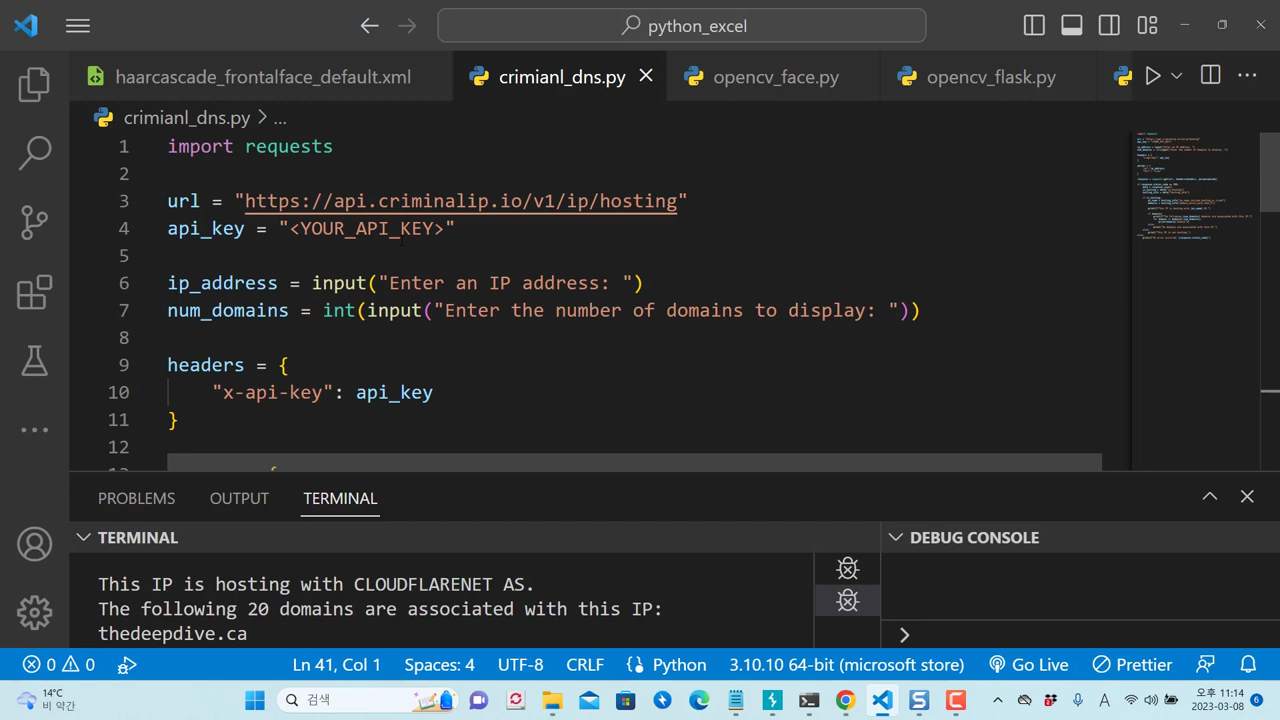 python_excel
haarcascade_frontalface_default.xml
crimianl_dns.py
opencv_face.py
opencv_flask.py
crimianl_dns.py > ...
1 import requests
2
3 url = "https://api.criminalip.io/v1/ip/hosting"
4 api_key = "<YOUR_API_KEY>"
5
6 ip_address = input("Enter an IP address: ")
7 num_domains = int(input("Enter the number of domains to display: "))
8
9 headers = {
10 "x-api-key": api_key
11 }
12
PROBLEMS OUTPUT TERMINAL
TERMINAL
DEBUG CONSOLE
This IP is hosting with CLOUDFLARENET AS.
The following 20 domains are associated with this IP:
thedeepdive.ca
0 0 Ln 41, Col 1 Spaces: 4 UTF-8 CRLF Python 3.10.10 64-bit (microsoft store) Go Live Prettier
14°C
비 약간
검색
A
오후 11:14
2023-03-08
6